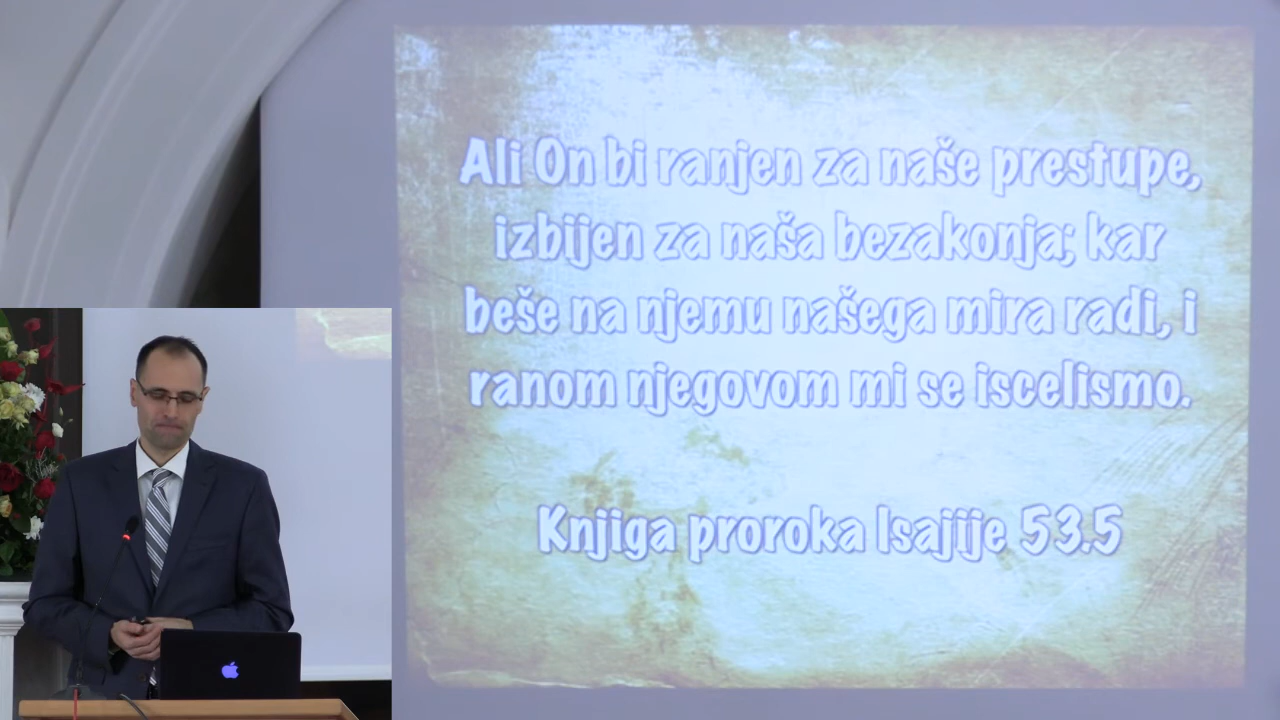 Ali On bi ranjen za naše prestupe,
izbijen za naša bezakonja; kar
beše na njemu našega mira radi, i
ranom njegovom mi se iscelismo.
Knjiga proroka Isajije 53.5